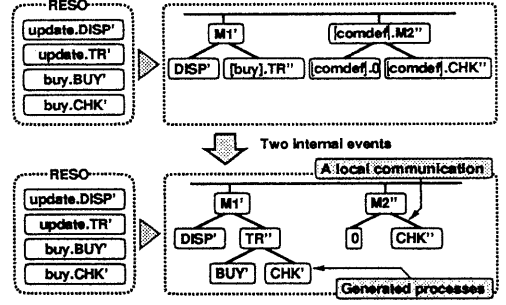 RESO
update.DISP'
update.TR'
buy.BUY'
buy.CHK'
M1'
[comdef].M2''
DISP'
[buy].TR''
[comdef].0
[comdef].CHK''
Two internal events
A local communication
RESO
update.DISP'
update.TR'
buy.BUY'
buy.CHK'
M1'
M2''
DISP'
TR''
0
CHK''
BUY'
CHK'
Generated processes